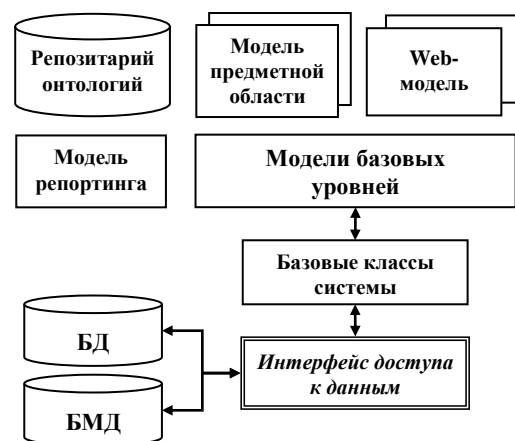 Репозитарий
онтологий
Модель
предметной
области
Web-
модель
Модель
репортинга
Модели базовых
уровней
Базовые классы
системы
БД
БМД
Интерфейс доступа
к данным